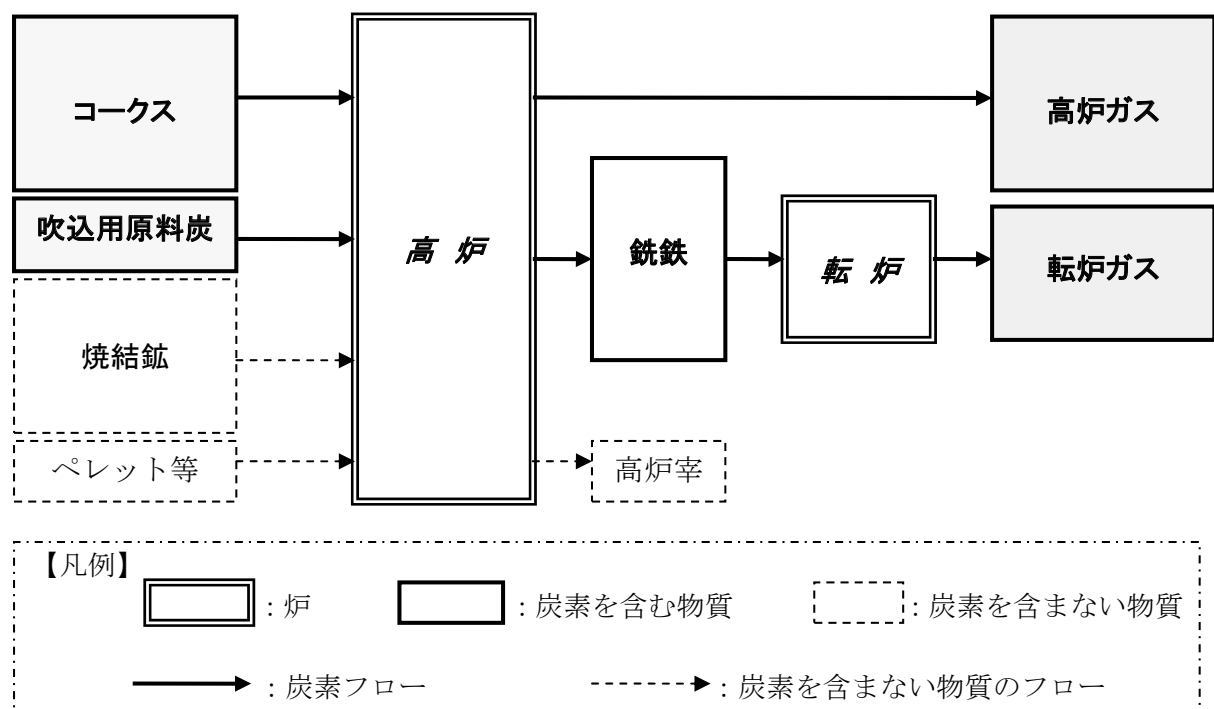 コークス
高炉ガス
吹込用原料炭
高 炉
銑鉄
転 炉
転炉ガス
焼結鉱
ペレット等
高炉宰
【凡例】
：炉
：炭素を含む物質
：炭素を含まない物質
：炭素フロー
：炭素を含まない物質のフロー